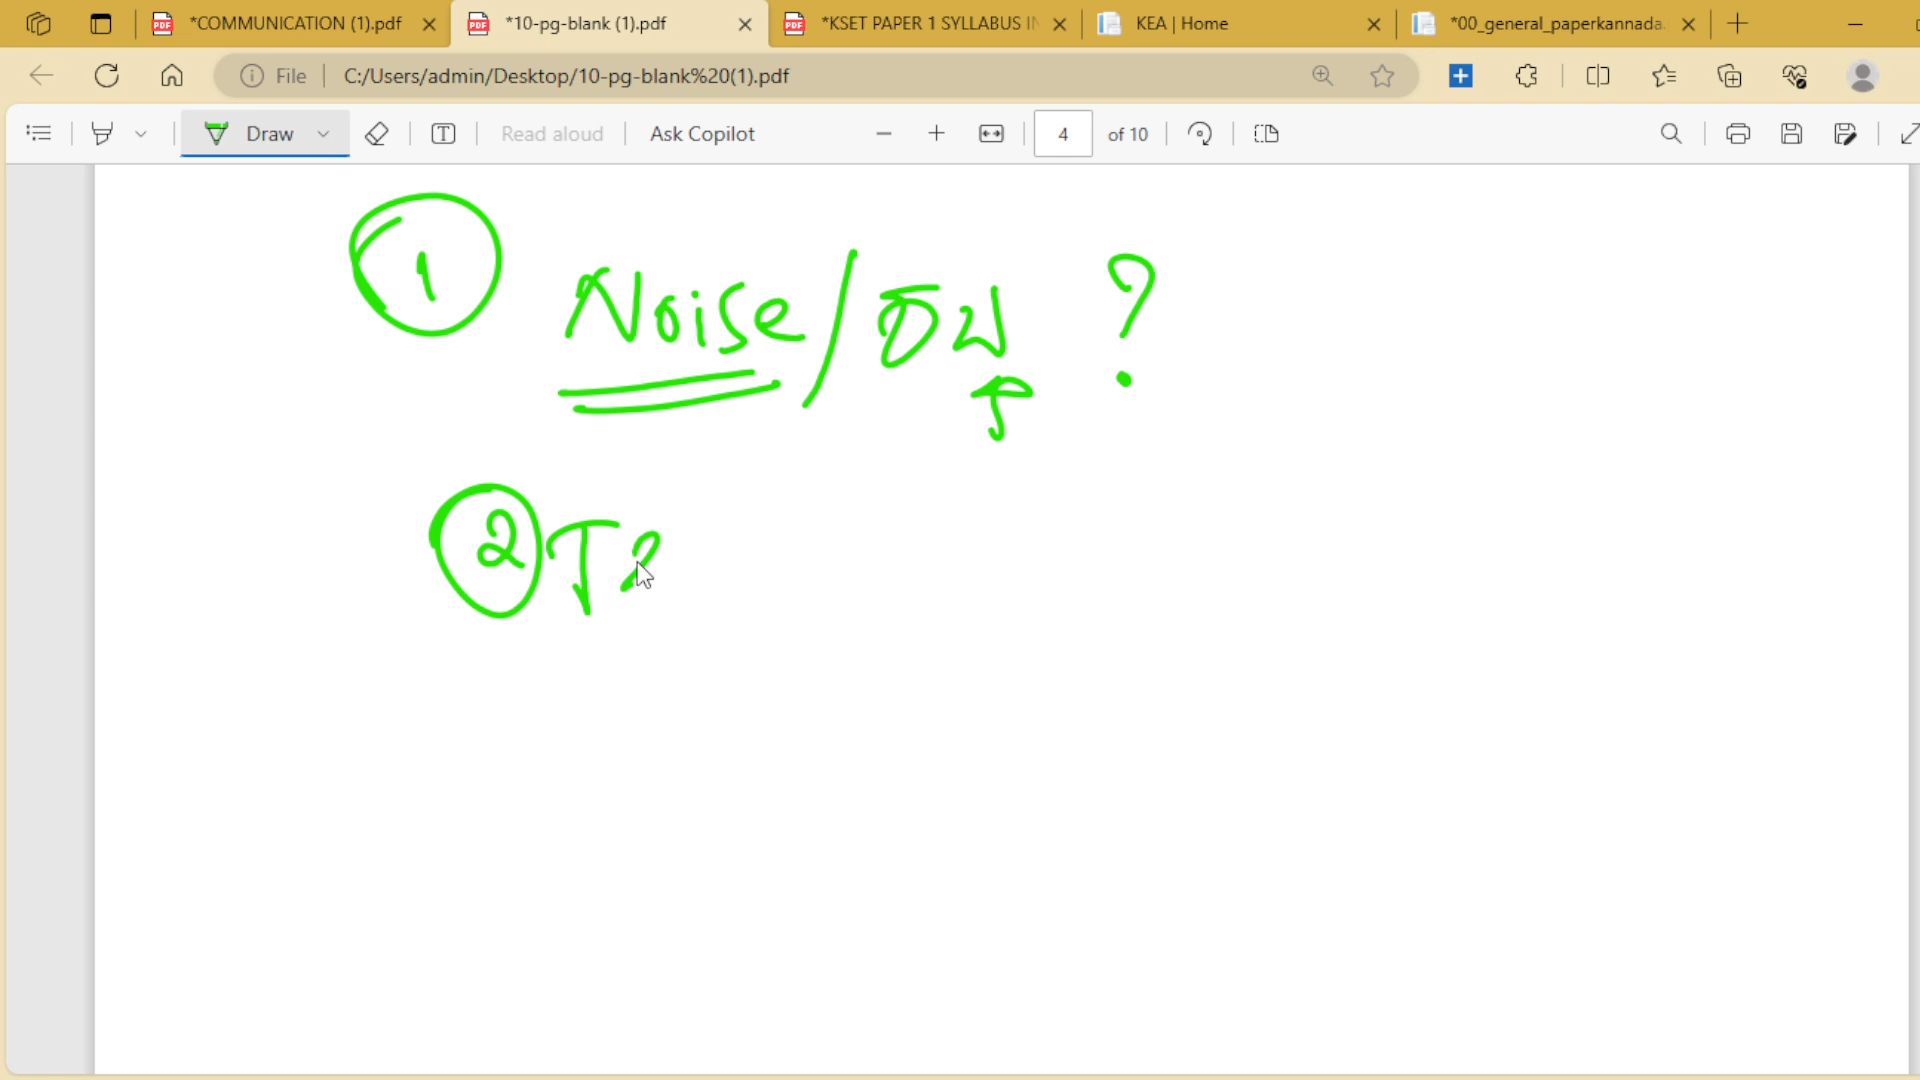 *COMMUNICATION (1).pdf
*10-pg-blank (1).pdf
*KSET PAPER 1 SYLLABUS IN
KEA | Home
*00_general_paperkannada.
File
C:/Users/admin/Desktop/10-pg-blank%20(1).pdf
Draw
Read aloud
Ask Copilot
4
of 10
1
Noise/ ?
2